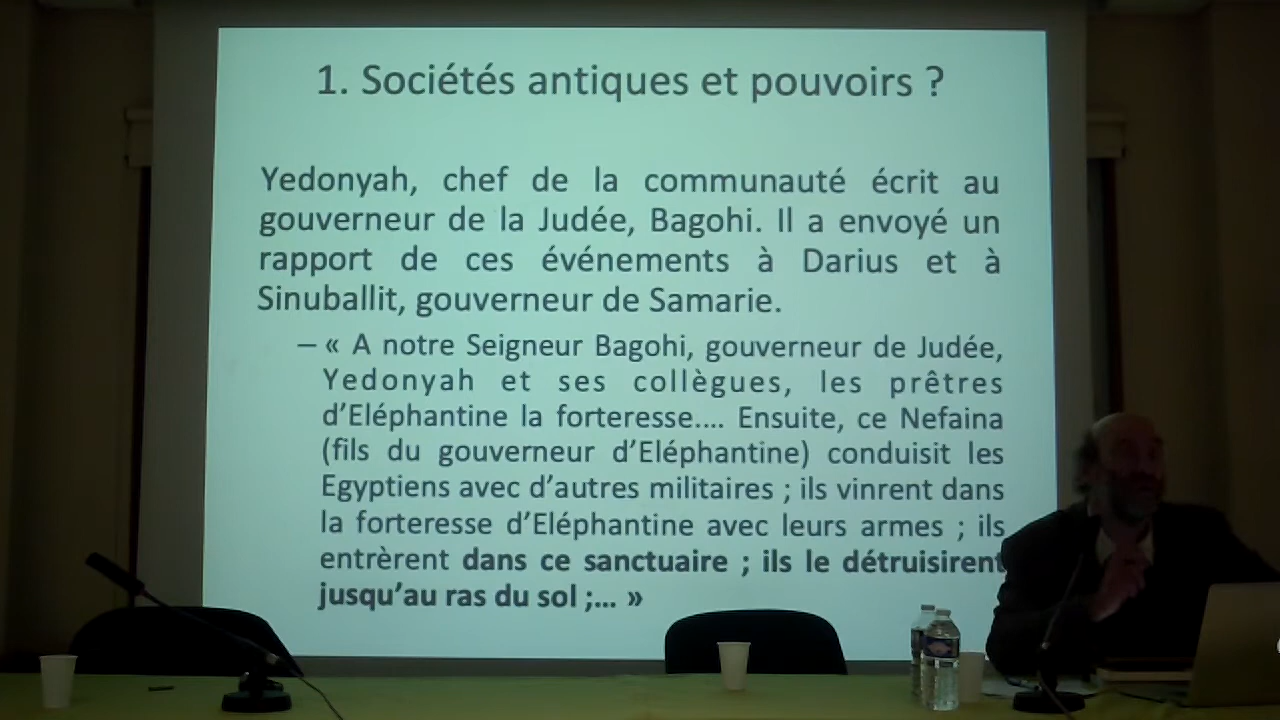 1. Sociétés antiques et pouvoirs ?
Yedonyah, chef de la communauté écrit au
gouverneur de la Judée, Bagohi. Il a envoyé un
rapport de ces événements à Darius et à
Sinuballit, gouverneur de Samarie.
– « A notre Seigneur Bagohi, gouverneur de Judée,
Yedonyah et ses collègues, les prêtres
d’Eléphantine la forteresse.... Ensuite, ce Nefaina
(fils du gouverneur d’Eléphantine) conduisit les
Egyptiens avec d’autres militaires ; ils vinrent dans
la forteresse d’Eléphantine avec leurs armes ; ils
entrèrent dans ce sanctuaire ; ils le détruisirent
jusqu’au ras du sol ;... »